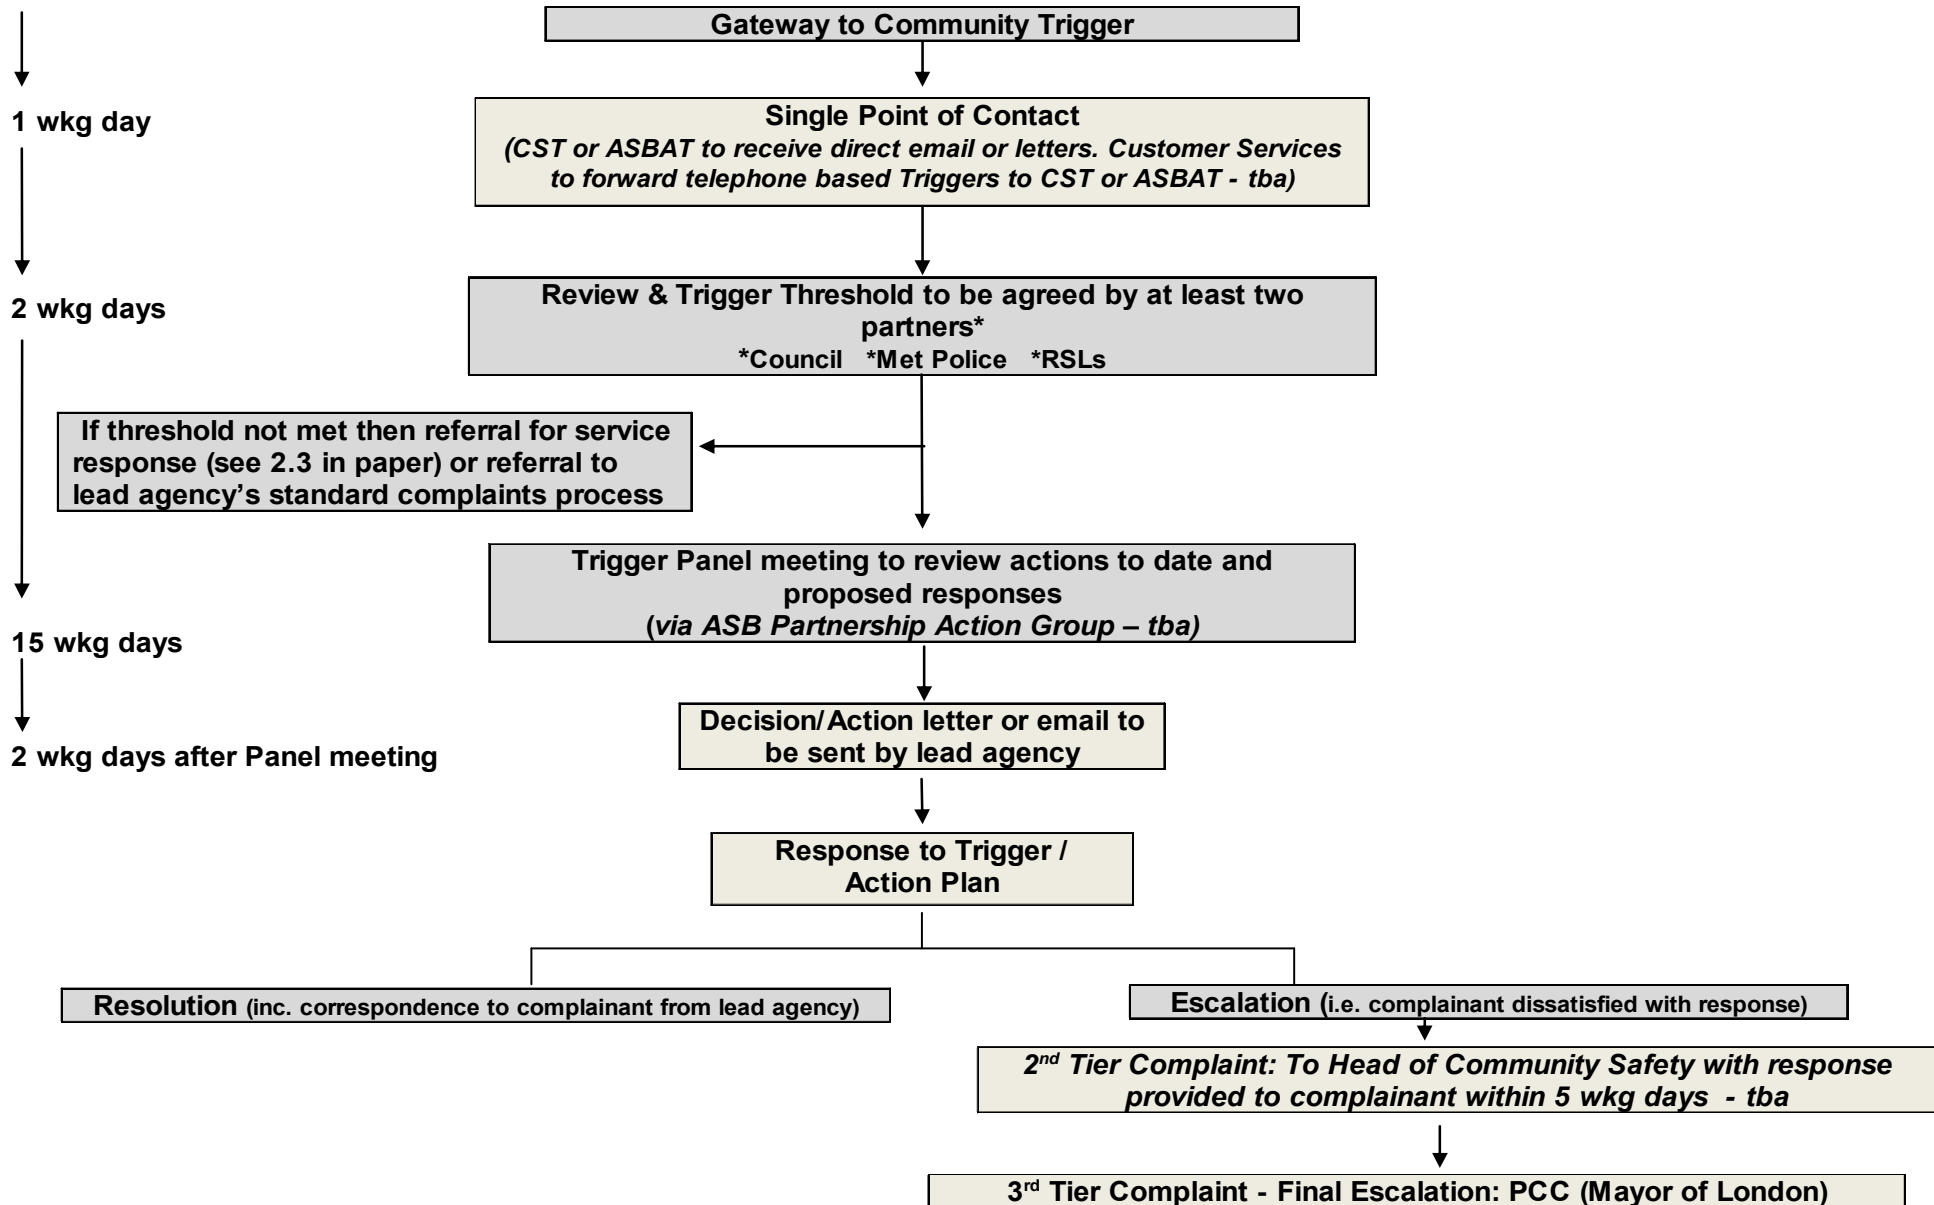 Gateway to Community Trigger
1 wkg day
Single Point of Contact
(CST or ASBAT to receive direct email or letters. Customer Services
to forward telephone based Triggers to CST or ASBAT - tba)
2 wkg days
Review & Trigger Threshold to be agreed by at least two
partners*
*Council *Met Police *RSLs
If threshold not met then referral for service
response (see 2.3 in paper) or referral to
lead agency’s standard complaints process
Trigger Panel meeting to review actions to date and
proposed responses
(via ASB Partnership Action Group – tba)
15 wkg days
Decision/Action letter or email to
be sent by lead agency
2 wkg days after Panel meeting
Response to Trigger /
Action Plan
Resolution (inc. correspondence to complainant from lead agency)
Escalation (i.e. complainant dissatisfied with response)
2nd Tier Complaint: To Head of Community Safety with response
provided to complainant within 5 wkg days - tba
3rd Tier Complaint - Final Escalation: PCC (Mayor of London)